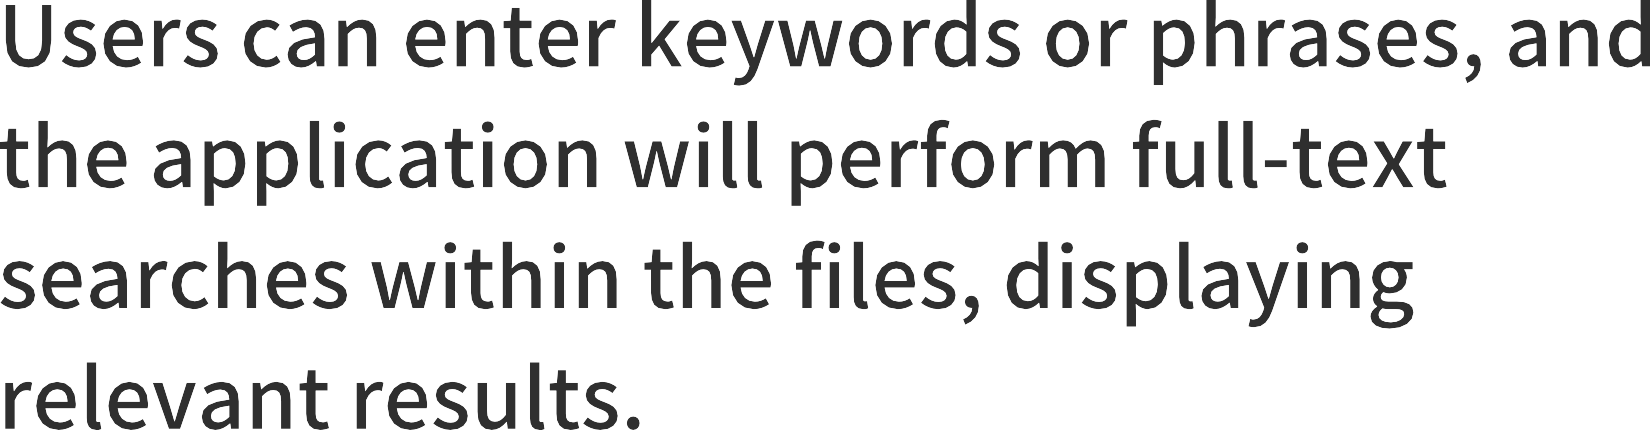 Users can enter keywords or phrases, and
the application will perform full-text
searches within the files, displaying
relevant results.